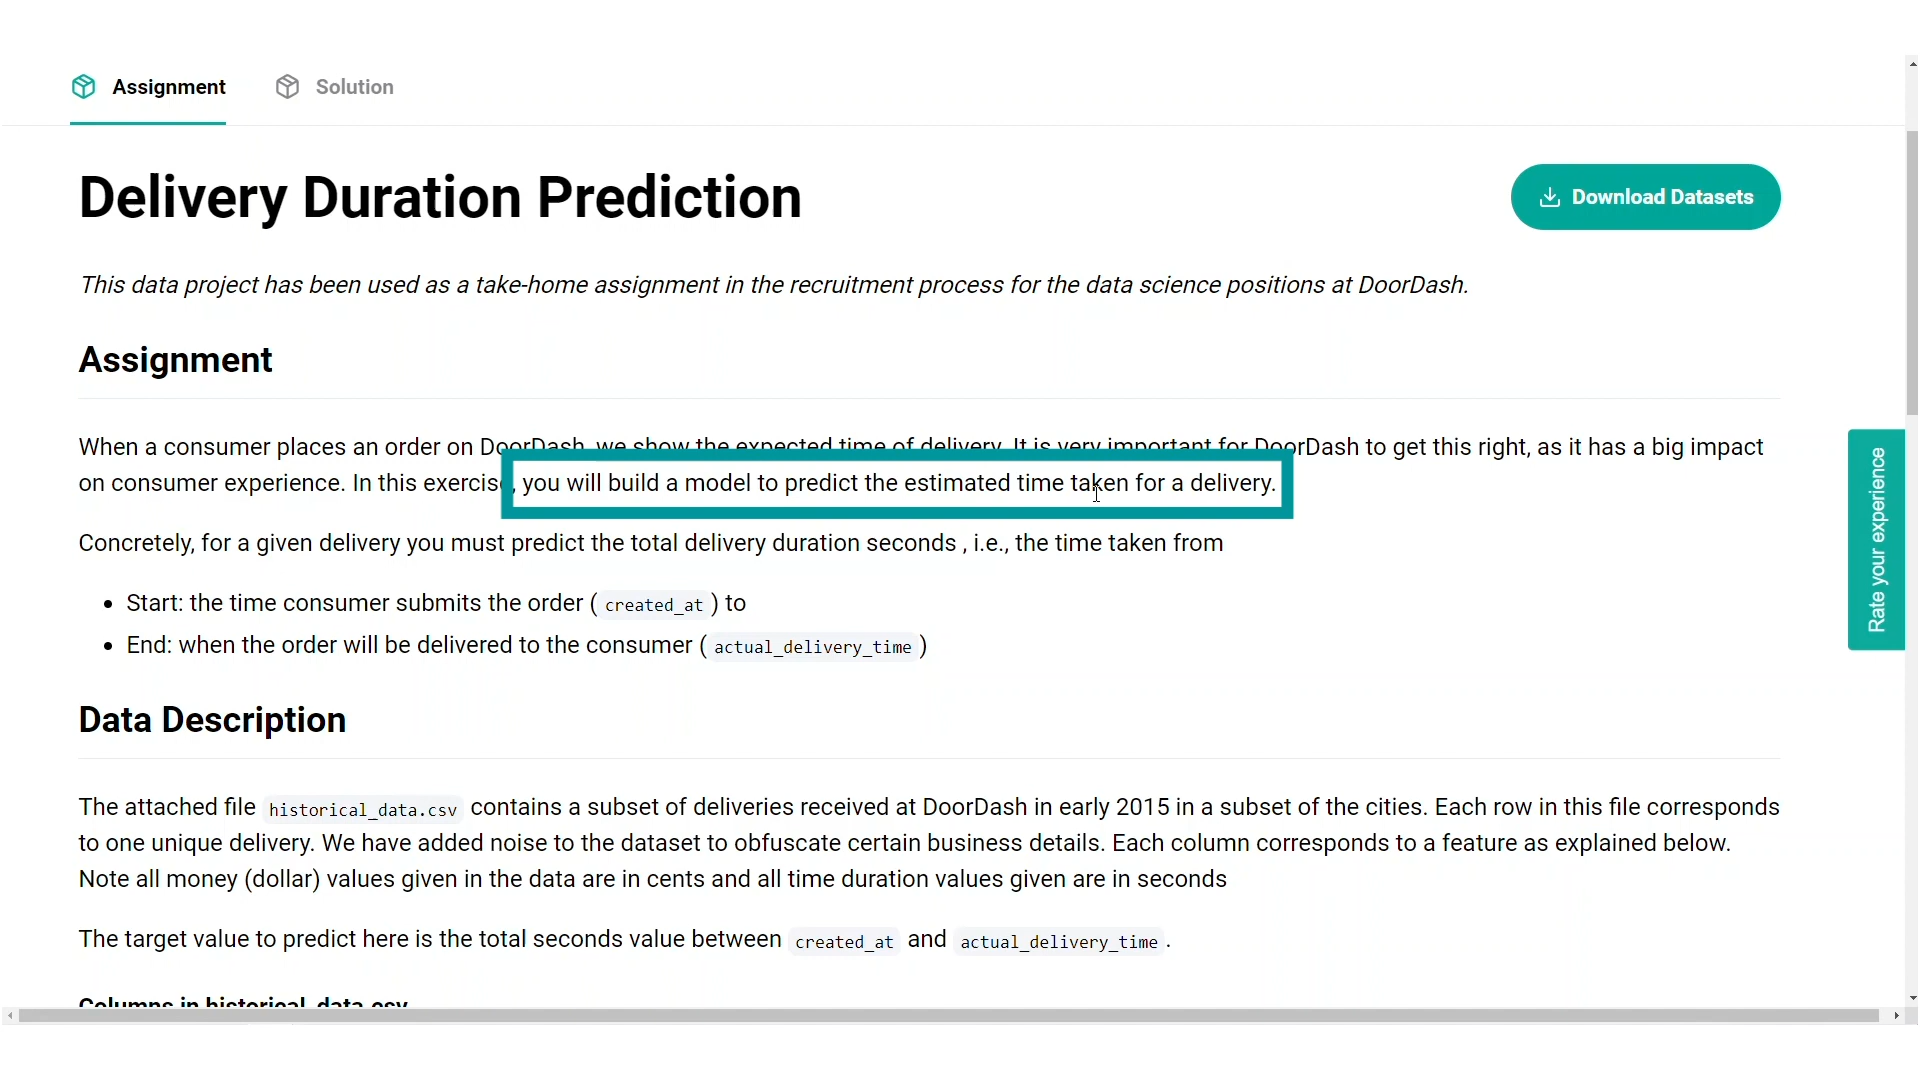 Assignment Solution
Delivery Duration Prediction
Download Datasets
This data project has been used as a take-home assignment in the recruitment process for the data science positions at DoorDash.
Assignment
When a consumer places an order on DoorDash, we show the expected time of delivery. It is very important for DoorDash to get this right, as it has a big impact
on consumer experience. In this exercise, you will build a model to predict the estimated time taken for a delivery.
Concretely, for a given delivery you must predict the total delivery duration seconds , i.e., the time taken from
• Start: the time consumer submits the order ( created_at ) to
• End: when the order will be delivered to the consumer ( actual_delivery_time )
Rate your experience
Data Description
The attached file historical_data.csv contains a subset of deliveries received at DoorDash in early 2015 in a subset of the cities. Each row in this file corresponds
to one unique delivery. We have added noise to the dataset to obfuscate certain business details. Each column corresponds to a feature as explained below.
Note all money (dollar) values given in the data are in cents and all time duration values given are in seconds
The target value to predict here is the total seconds value between created_at and actual_delivery_time .
Columns in historical_data.csv